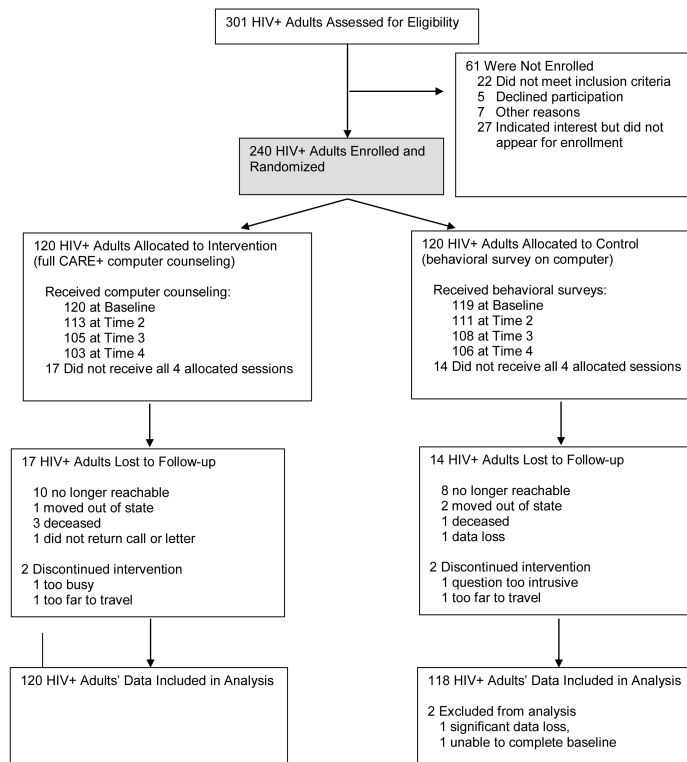 301 HIV+ Adults Assessed for Eligibility
61 Were Not Enrolled
22 Did not meet inclusion criteria
5 Declined participation
7 Other reasons
27 Indicated interest but did not
appear for enrollment
240 HIV+ Adults Enrolled and
Randomized
120 HIV+ Adults Allocated to Intervention
(full CARE+ computer counseling)
Received computer counseling:
120 at Baseline
113 at Time 2
105 at Time 3
103 at Time 4
17 Did not receive all 4 allocated sessions
120 HIV+ Adults Allocated to Control
(behavioral survey on computer)
Received behavioral surveys:
119 at Baseline
111 at Time 2
108 at Time 3
106 at Time 4
14 Did not receive all 4 allocated sessions
17 HIV+ Adults Lost to Follow-up
10 no longer reachable
1 moved out of state
3 deceased
1 did not return call or letter
2 Discontinued intervention
1 too busy
1 too far to travel
14 HIV+ Adults Lost to Follow-up
8 no longer reachable
2 moved out of state
1 deceased
1 data loss
2 Discontinued intervention
1 question too intrusive
1 too far to travel
120 HIV+ Adults' Data Included in Analysis
118 HIV+ Adults' Data Included in Analysis
2 Excluded from analysis
1 significant data loss,
1 unable to complete baseline